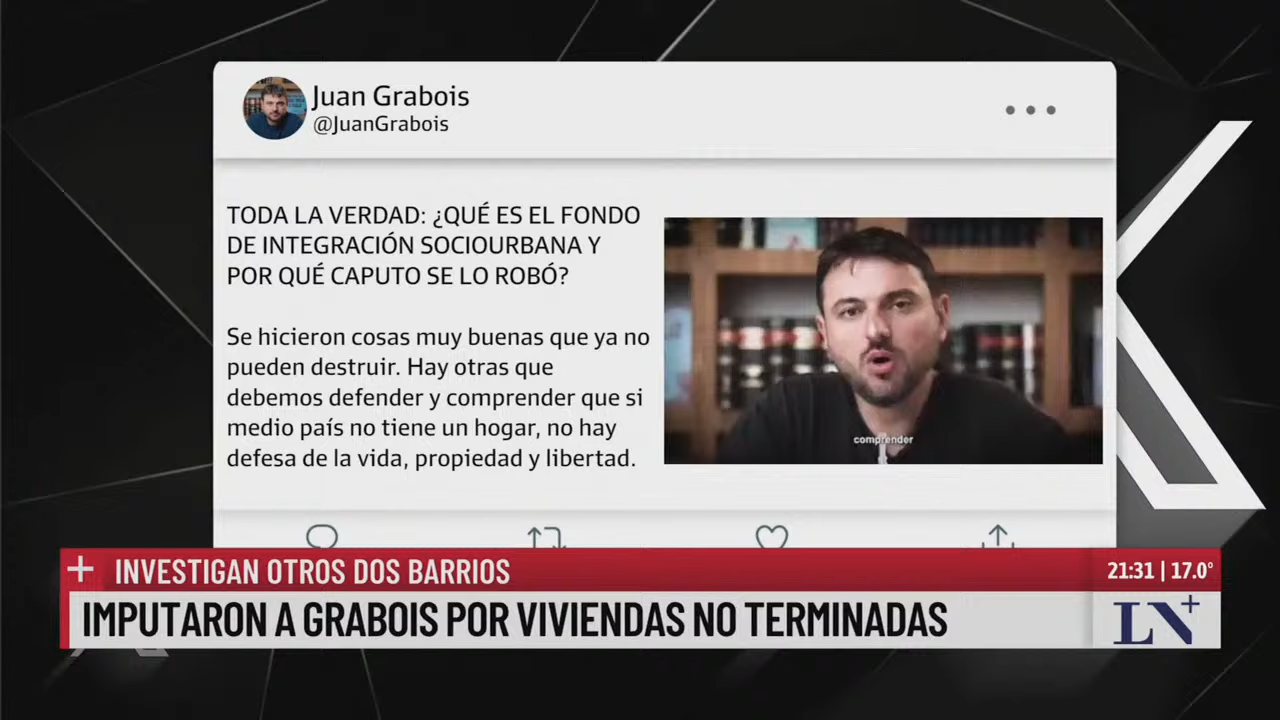 Juan Grabois
@JuanGrabois
TODA LA VERDAD: ¿QUÉ ES EL FONDO
DE INTEGRACIÓN SOCIOURBANA Y
POR QUÉ CAPUTO SE LO ROBÓ?
Se hicieron cosas muy buenas que ya no
pueden destruir. Hay otras que
debemos defender y comprender que si
medio país no tiene un hogar, no hay
defesa de la vida, propiedad y libertad.
comprender
INVESTIGAN OTROS DOS BARRIOS
21:31 | 17.0°
IMPUTARON A GRABOIS POR VIVIENDAS NO TERMINADAS
LN+